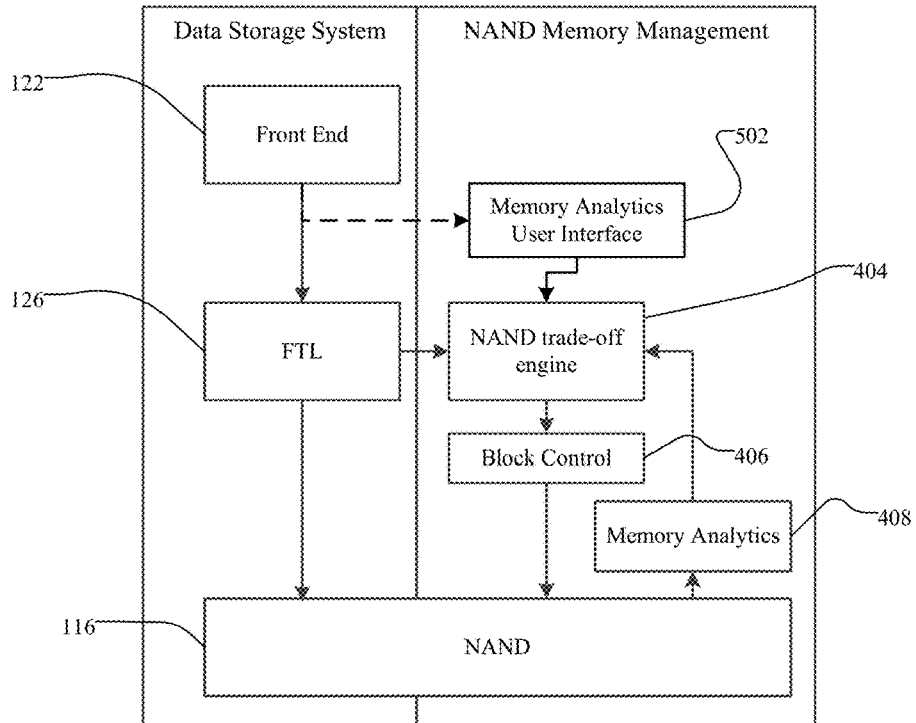 Data Storage System
NAND Memory Management
122
Front End
502
Memory Analytics
User Interface
404
126
FTL
NAND trade-off
engine
Block Control
406
408
Memory Analytics
116
NAND